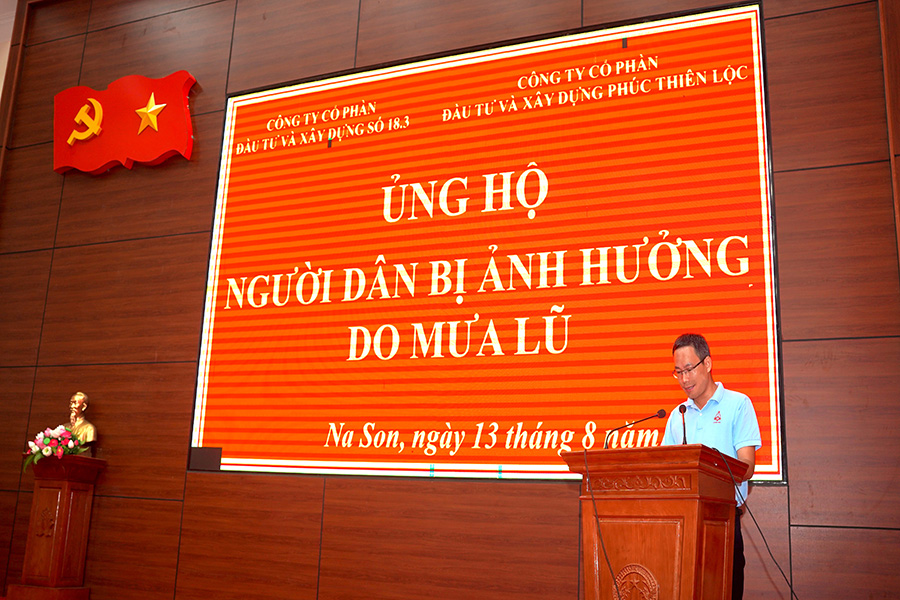 CÔNG TY CỔ PHẦN
ĐẦU TƯ VÀ XÂY DỰNG SỐ 18.3
CÔNG TY CỔ PHẦN
ĐẦU TƯ VÀ XÂY DỰNG PHÚC THIÊN LỘC
ỦNG HỘ
NGƯỜI DÂN BỊ ẢNH HƯỞNG
DO MƯA LŨ
Na Son, ngày 13 tháng 8 năm